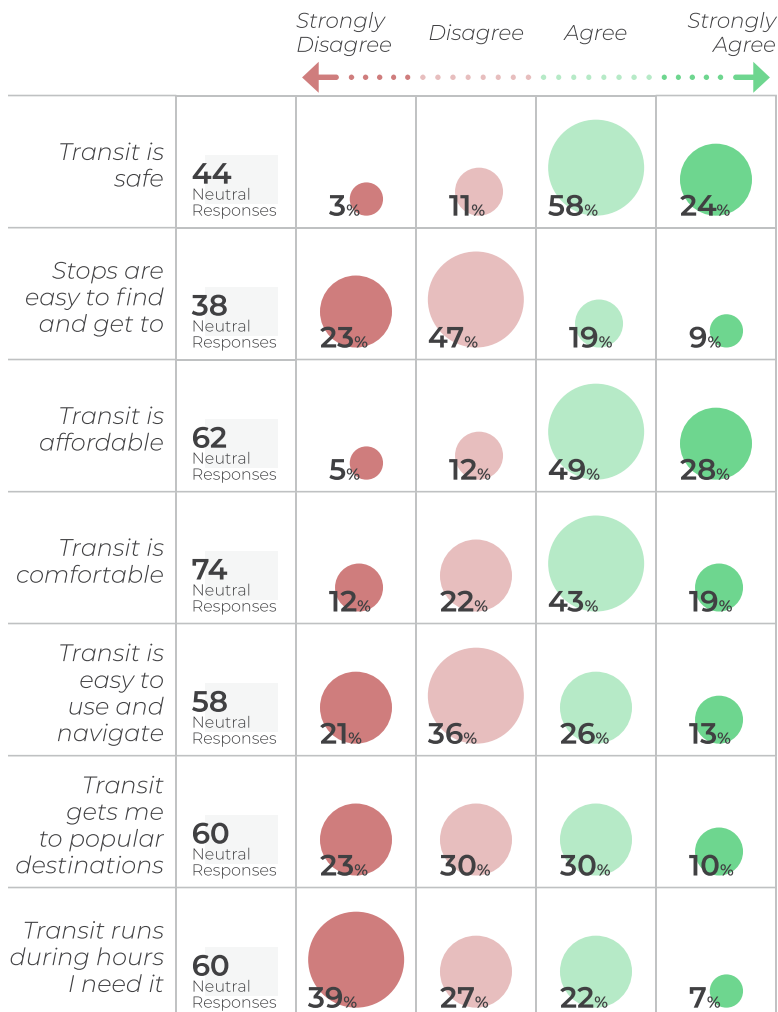 Strongly Disagree
Disagree
Agree
Strongly Agree
Transit is
safe
44
Neutral
Responses
3%
11%
58%
24%
Stops are
easy to find
and get to
38
Neutral
Responses
23%
47%
19%
9%
Transit is
affordable
62
Neutral
Responses
5%
12%
49%
28%
Transit is
comfortable
74
Neutral
Responses
12%
22%
43%
19%
Transit is
easy to
use and
navigate
58
Neutral
Responses
21%
36%
26%
13%
Transit
gets me
to popular
destinations
60
Neutral
Responses
23%
30%
30%
10%
Transit runs
during hours
I need it
60
Neutral
Responses
39%
27%
22%
7%